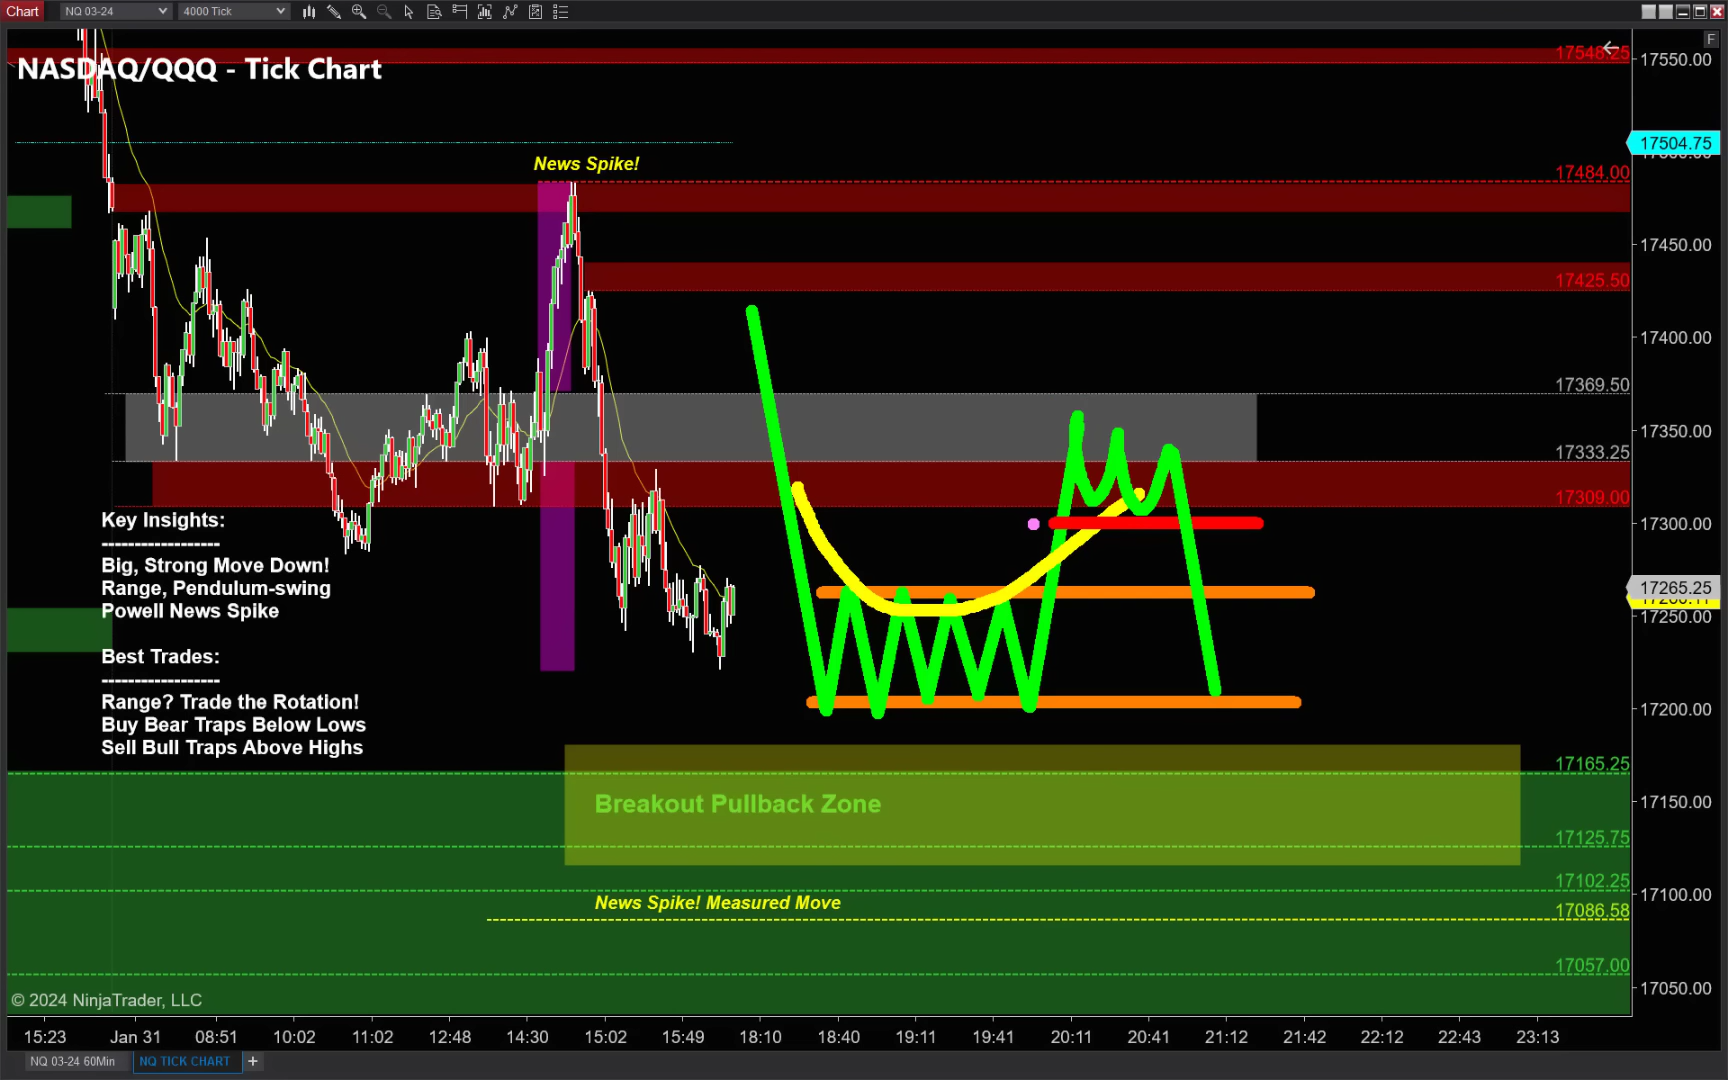 Chart NQ 03-24 4000 Tick
F
NASDAQ/QQQ - Tick Chart
17548.25
17550.00
17504.75
News Spike!
17484.00
17450.00
17425.50
17400.00
17369.50
17350.00
17333.25
17309.00
17300.00
Key Insights:
------------------
Big, Strong Move Down!
Range, Pendulum-swing
Powell News Spike
17265.25
17250.00
Best Trades:
------------------
Range? Trade the Rotation!
Buy Bear Traps Below Lows
Sell Bull Traps Above Highs
17200.00
17165.25
Breakout Pullback Zone
17150.00
17125.75
17102.25
17100.00
News Spike! Measured Move
17086.58
17057.00
17050.00
© 2024 NinjaTrader, LLC
15:23 Jan 31 08:51 10:02 11:02 12:48 14:30 15:02 15:49 18:10 18:40 19:11 19:41 20:11 20:41 21:12 21:42 22:12 22:43 23:13
NQ 03-24 60Min NQ TICK CHART +